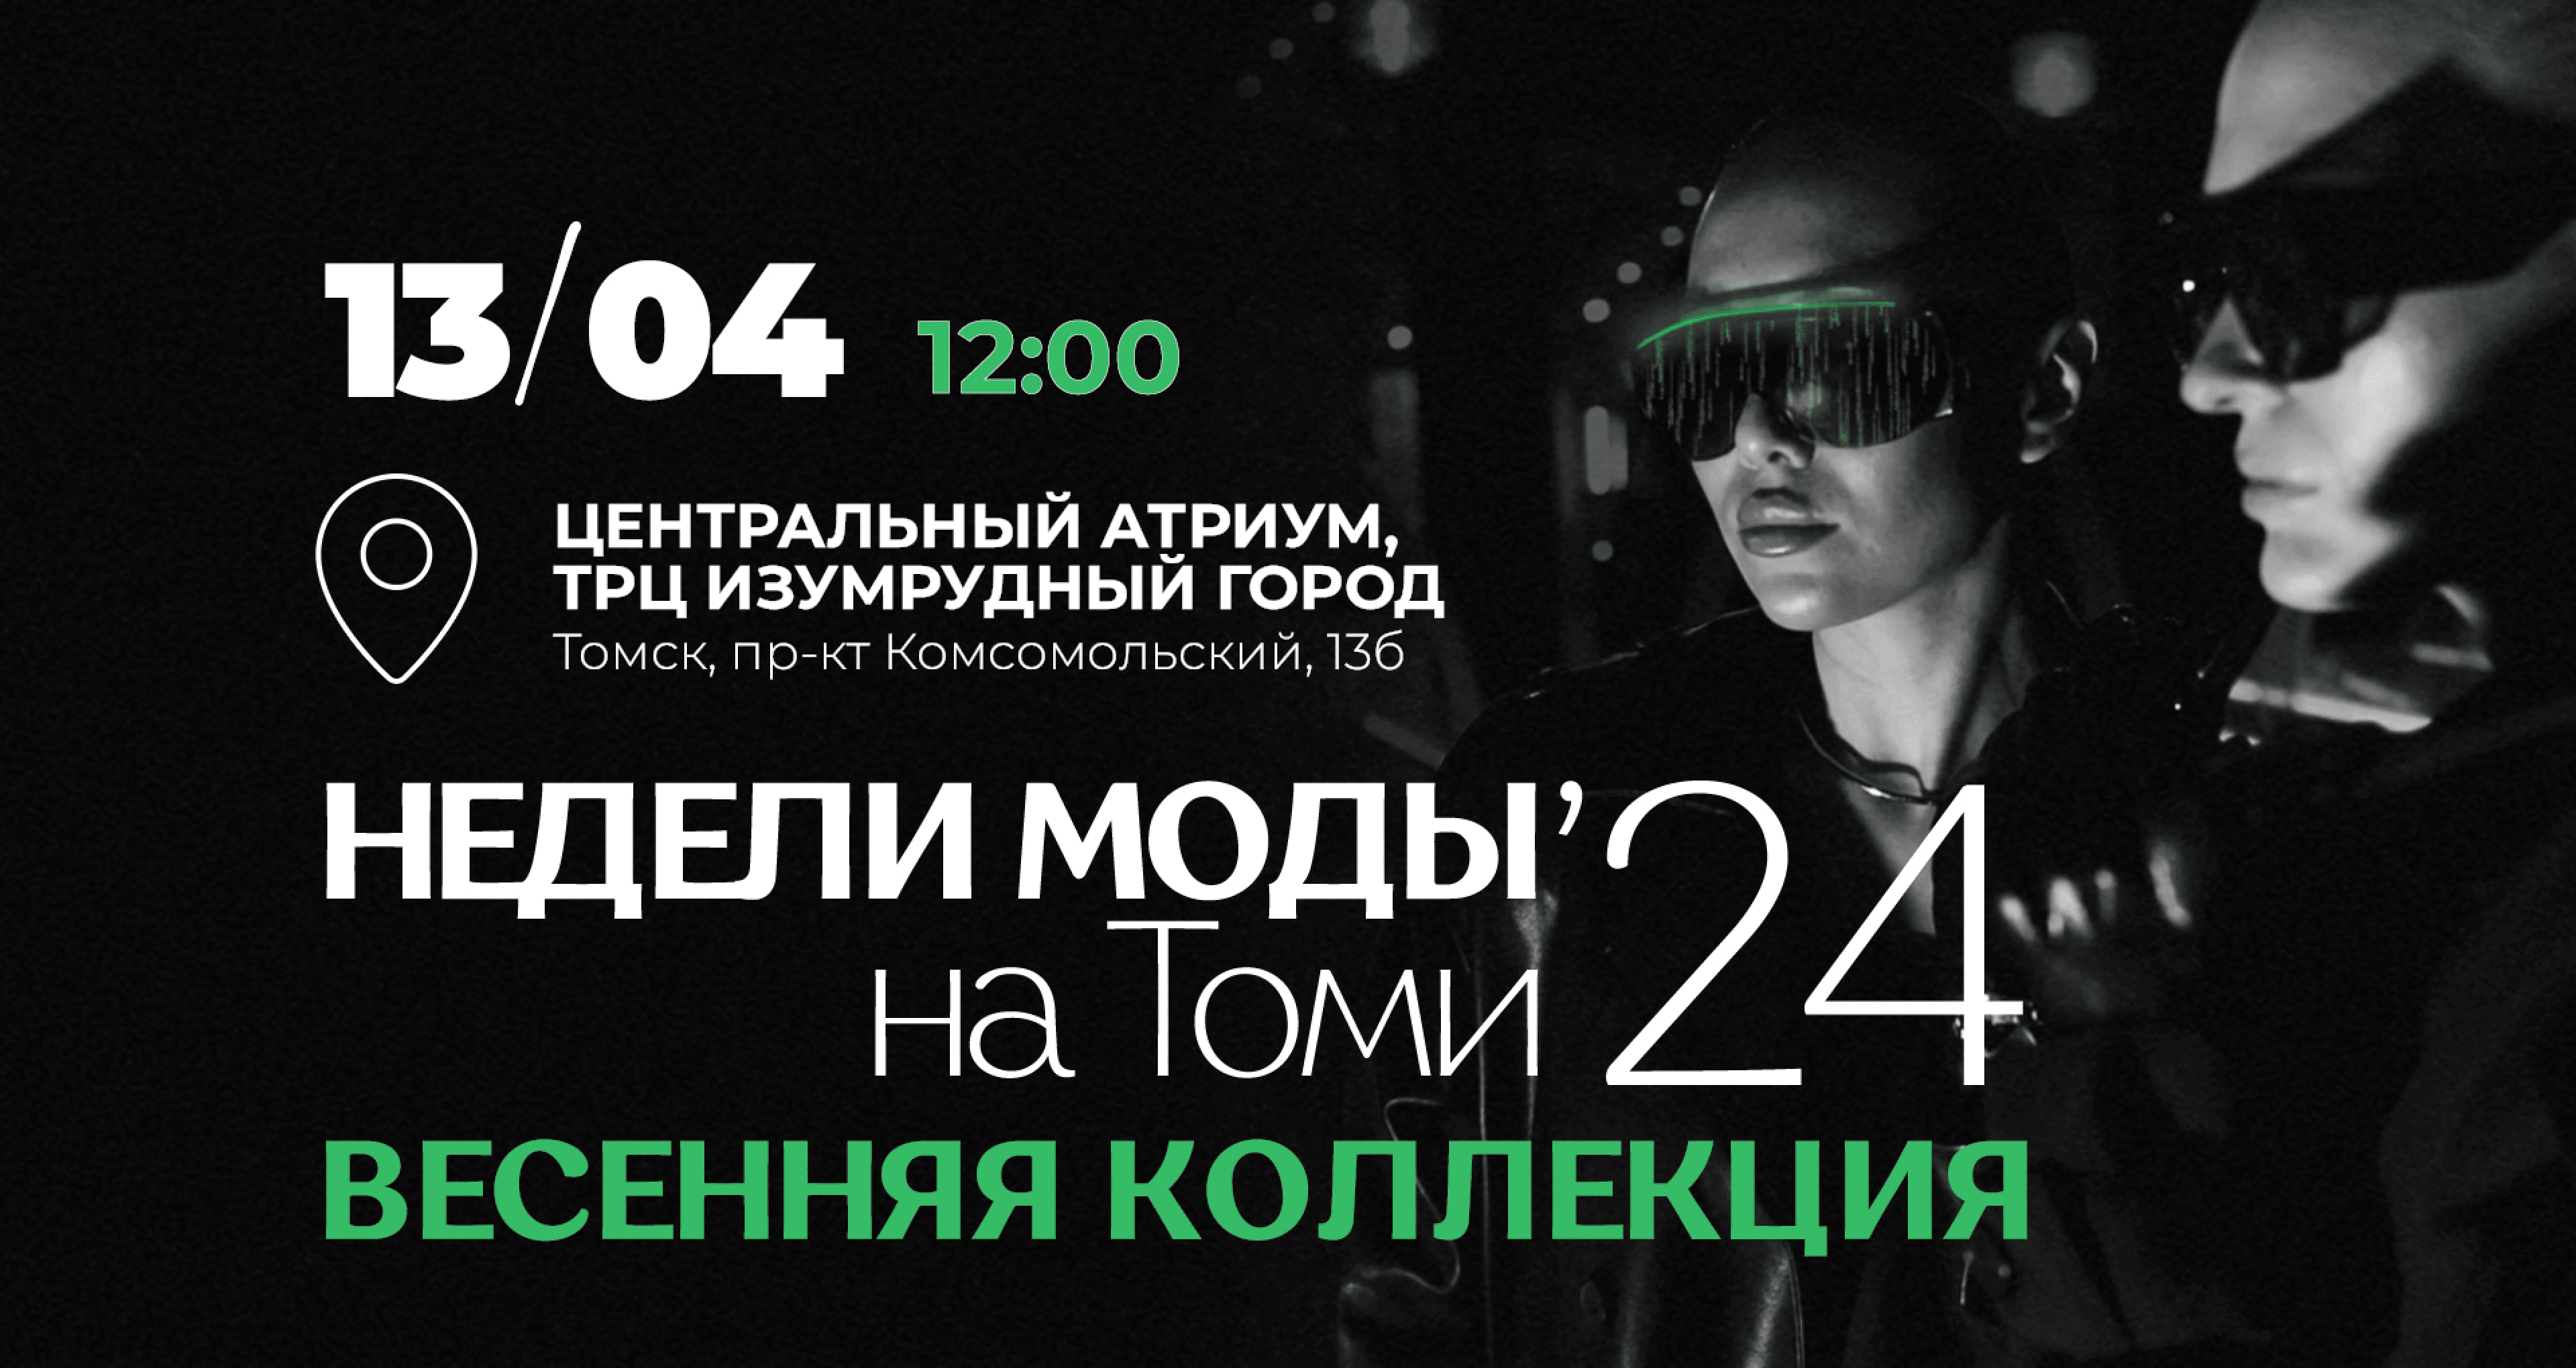 13/04 12:00
ЦЕНТРАЛЬНЫЙ АТРИУМ,
ТРЦ ИЗУМРУДНЫЙ ГОРОД
Томск, пр-кт Комсомольский, 13б
НЕДЕЛИ МОДЫ’24
на Томи
ВЕСЕННЯЯ КОЛЛЕКЦИЯ